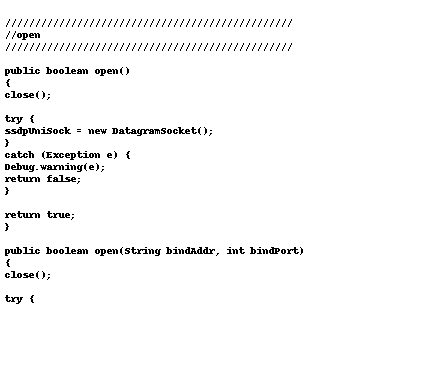 ////////////////////////////////////////////////
//open
////////////////////////////////////////////////
public boolean open()
{
close();
try {
ssdpUniSock = new DatagramSocket();
}
catch (Exception e) {
Debug.warning(e);
return false;
}
return true;
}
public boolean open(String bindAddr, int bindPort)
{
close();
try {